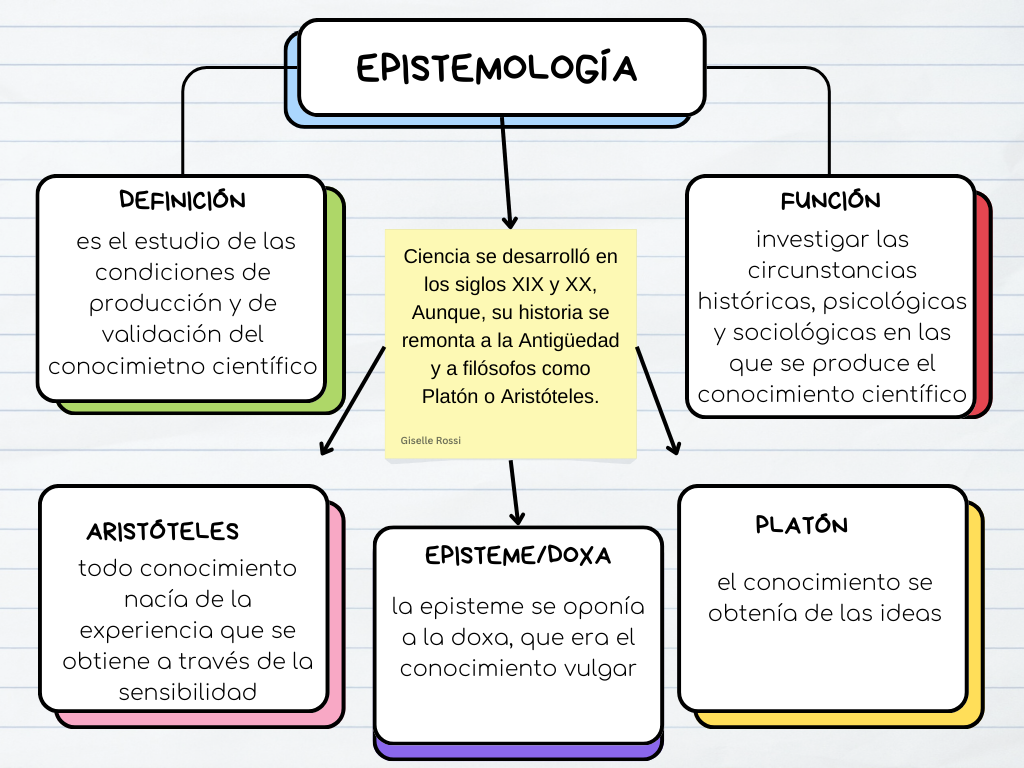 EPISTEMOLOGÍA
DEFINICIÓN
es el estudio de las
condiciones de
producción y de
validación del
conocimietno científico
Ciencia se desarrolló en
los siglos XIX y XX,
Aunque, su historia se
remonta a la Antigüedad
y a filósofos como
Platón o Aristóteles.
Giselle Rossi
FUNCIÓN
investigar las
circunstancias
históricas, psicológicas
y sociológicas en las
que se produce el
conocimiento científico
ARISTÓTELES
todo conocimiento
nacía de la
experiencia que se
obtiene a través de la
sensibilidad
EPISTEME/DOXA
la episteme se oponía
a la doxa, que era el
conocimiento vulgar
PLATÓN
el conocimiento se
obtenía de las ideas